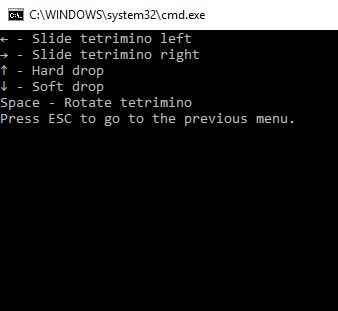 C:\WINDOWS\system32\cmd.exe
← - Slide tetrimino left
→ - Slide tetrimino right
↑ - Hard drop
↓ - Soft drop
Space - Rotate tetrimino
Press ESC to go to the previous menu.